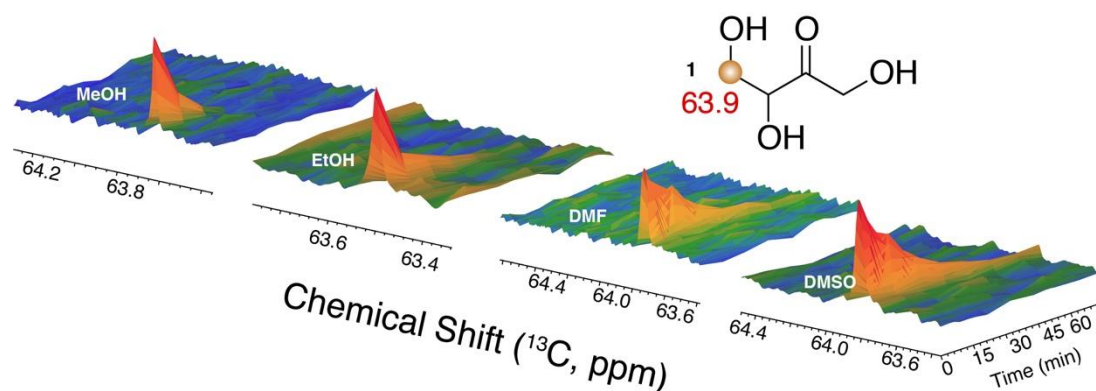 OH
O
1
OH
63.9
OH
MeOH
EtOH
DMF
DMSO
64.2
63.8
63.6
63.4
64.4
64.0
63.6
64.4
64.0
63.6
0
15
30
45
60
Time (min)
Chemical Shift (¹³C, ppm)